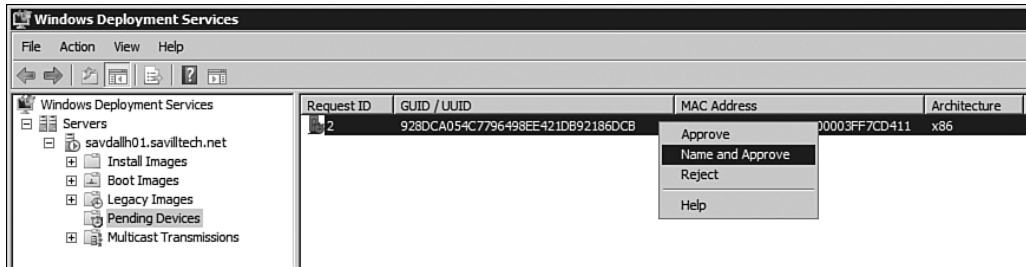 Windows Deployment Services
File Action View Help
Windows Deployment Services
Servers
savdallh01.savilltech.net
Install Images
Boot Images
Legacy Images
Pending Devices
Multicast Transmissions
Request ID GUID / UUID MAC Address Architecture
2 928DCA054C7796498EE421DB92186DCB 00003FF7CD411 x86
Approve
Name and Approve
Reject
Help